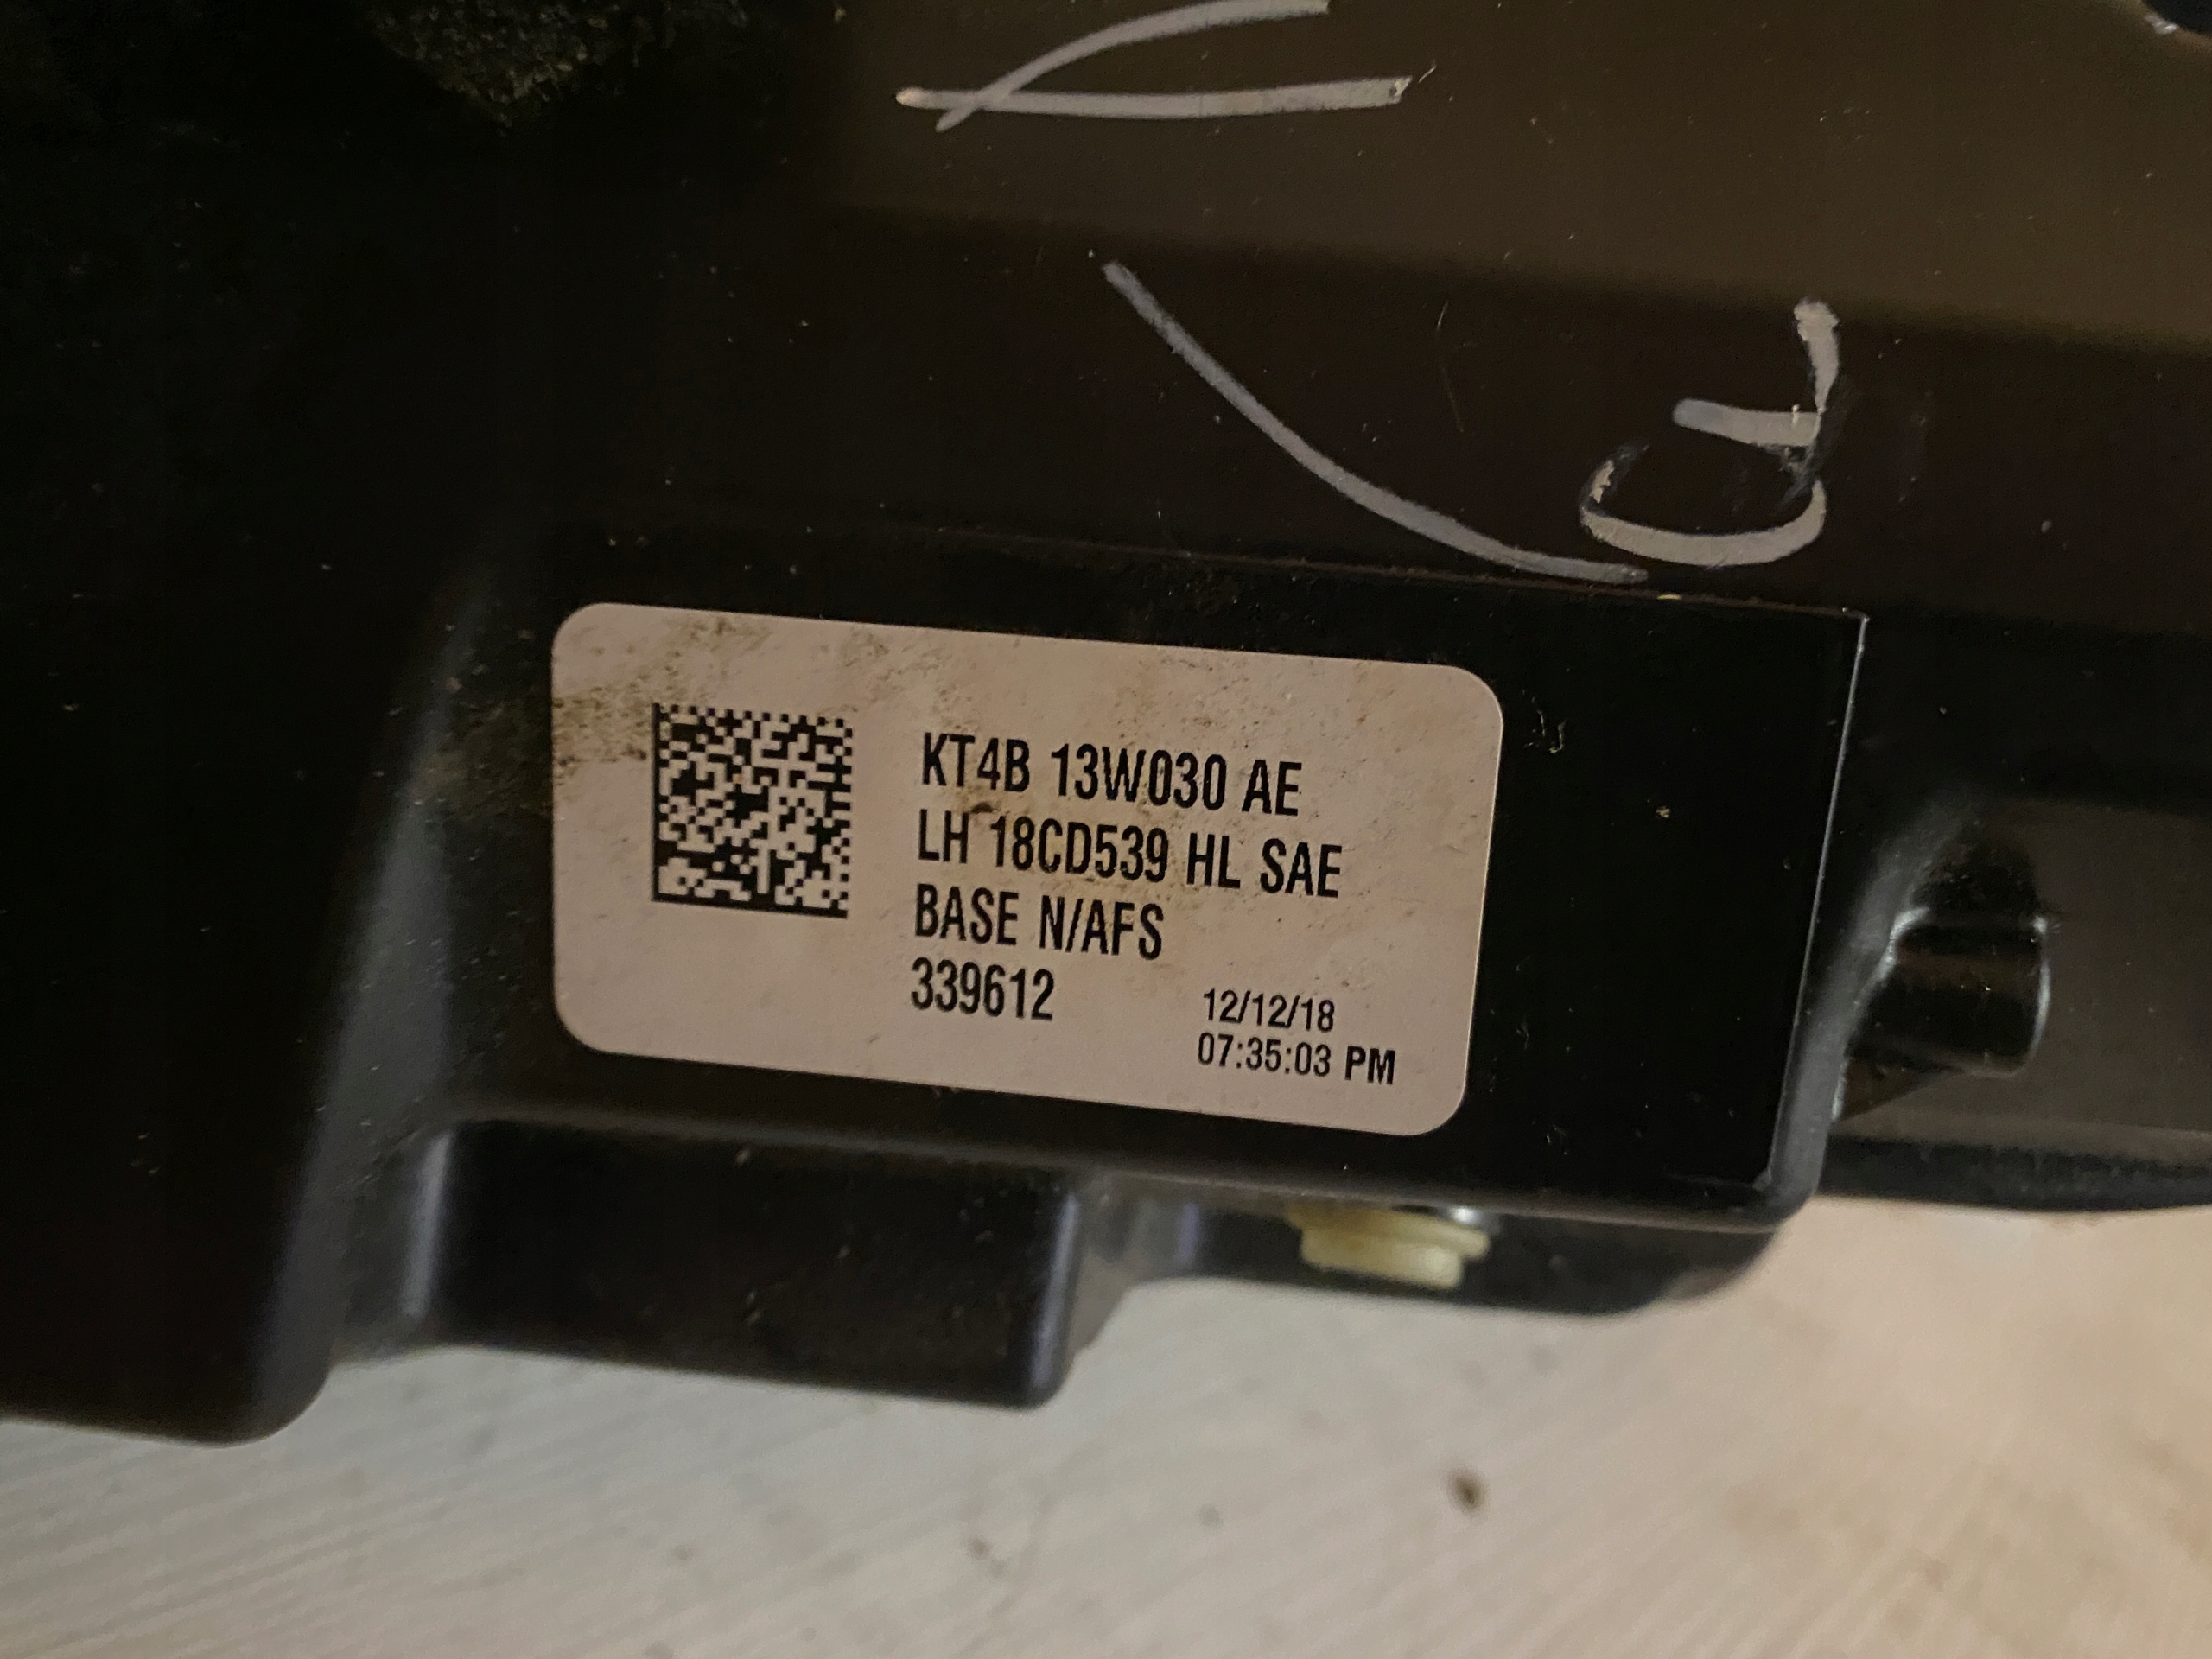 KT4B 13W030 AE
LH 18CD539 HL SAE
BASE N/AFS
339612
12/12/18
07:35:03 PM